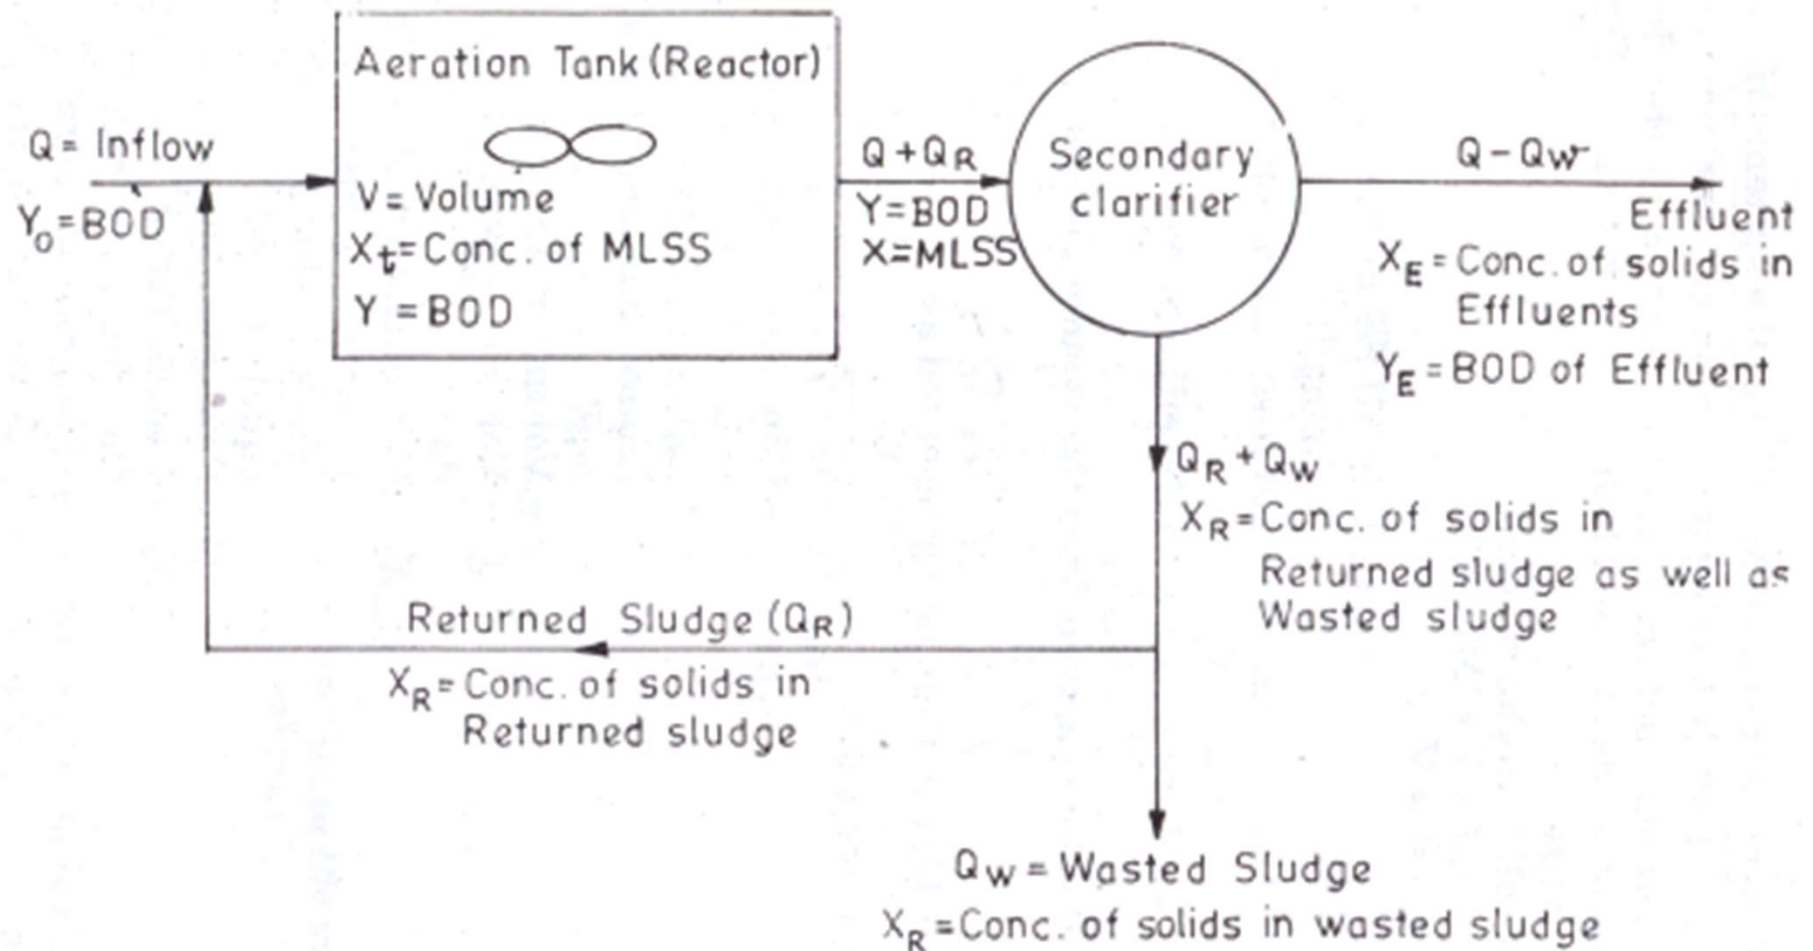 Aeration Tank (Reactor)
Q = Inflow
Y₀ = BOD
V = Volume
Xt = Conc. of MLSS
Y = BOD
Q + QR
Y = BOD
X = MLSS
Secondary
clarifier
Q - Qw
Effluent
XE = Conc. of solids in
Effluents
YE = BOD of Effluent
QR + QW
XR = Conc. of solids in
Returned sludge as well as
Wasted sludge
Returned Sludge (QR)
XR = Conc. of solids in
Returned sludge
QW = Wasted Sludge
XR = Conc. of solids in wasted sludge